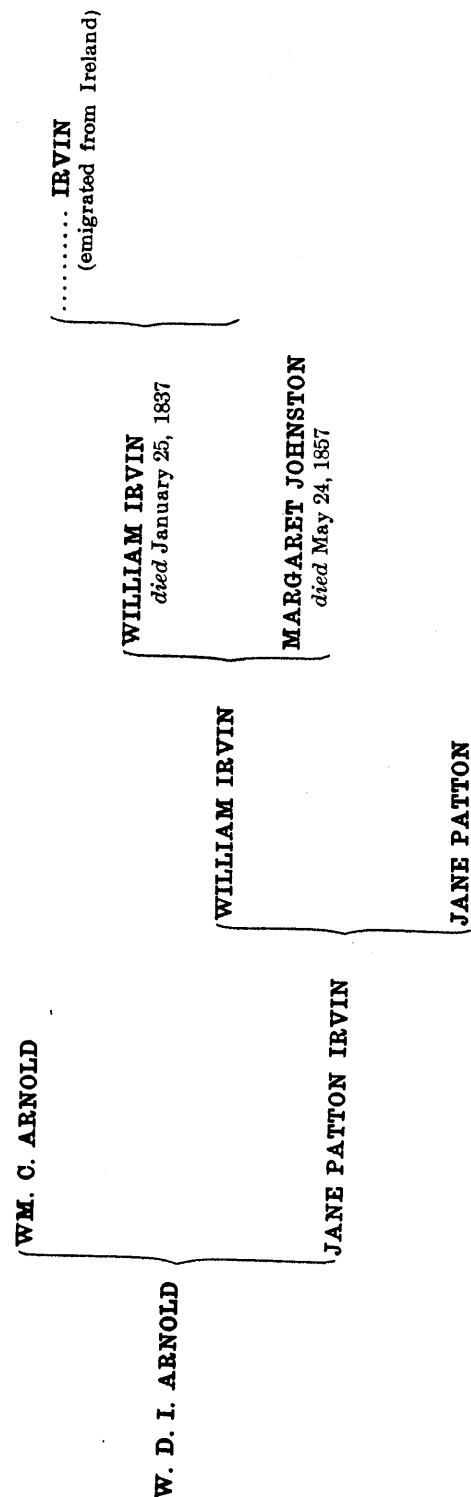 W. D. I. ARNOLD
WM. C. ARNOLD
JANE PATTON IRVIN
WILLIAM IRVIN
JANE PATTON
WILLIAM IRVIN
died January 25, 1837
MARGARET JOHNSTON
died May 24, 1857
.......... IRVIN
(emigrated from Ireland)